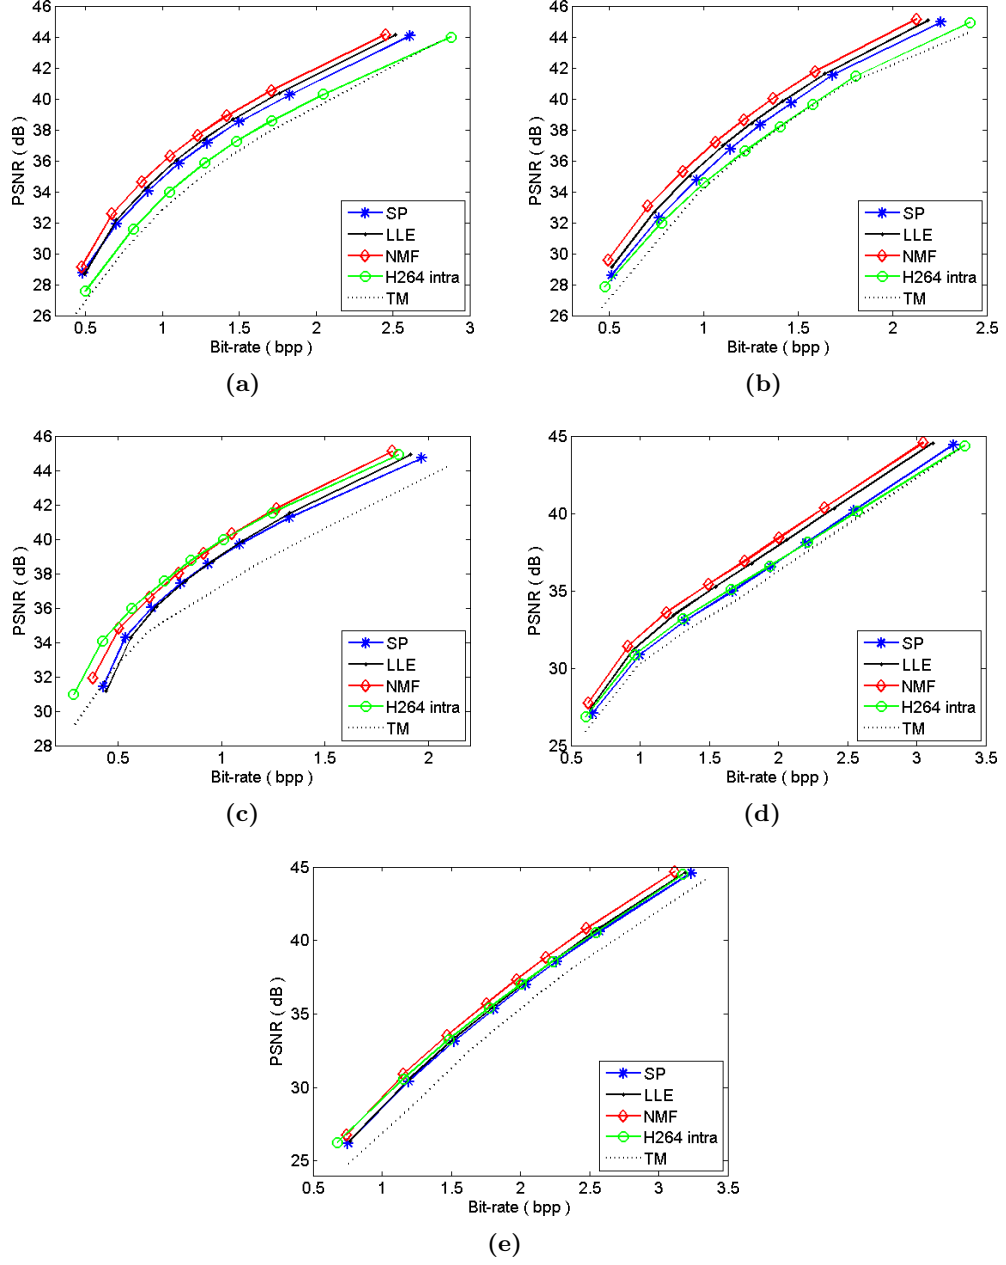 46
44
42
40
38
36
34
32
30
28
26
PSNR ( dB )
0.5 1 1.5 2 2.5 3
Bit-rate ( bpp )
SP
LLE
NMF
H264 intra
TM
(a)
46
44
42
40
38
36
34
32
30
28
26
PSNR ( dB )
0.5 1 1.5 2 2.5
Bit-rate ( bpp )
SP
LLE
NMF
H264 intra
TM
(b)
46
44
42
40
38
36
34
32
30
28
PSNR ( dB )
0.5 1 1.5 2
Bit-rate ( bpp )
SP
LLE
NMF
H264 intra
TM
(c)
45
40
35
30
25
PSNR ( dB )
0.5 1 1.5 2 2.5 3 3.5
Bit-rate ( bpp )
SP
LLE
NMF
H264 intra
TM
(d)
45
40
35
30
25
PSNR ( dB )
0.5 1 1.5 2 2.5 3 3.5
Bit-rate ( bpp )
SP
LLE
NMF
H264 intra
TM
(e)